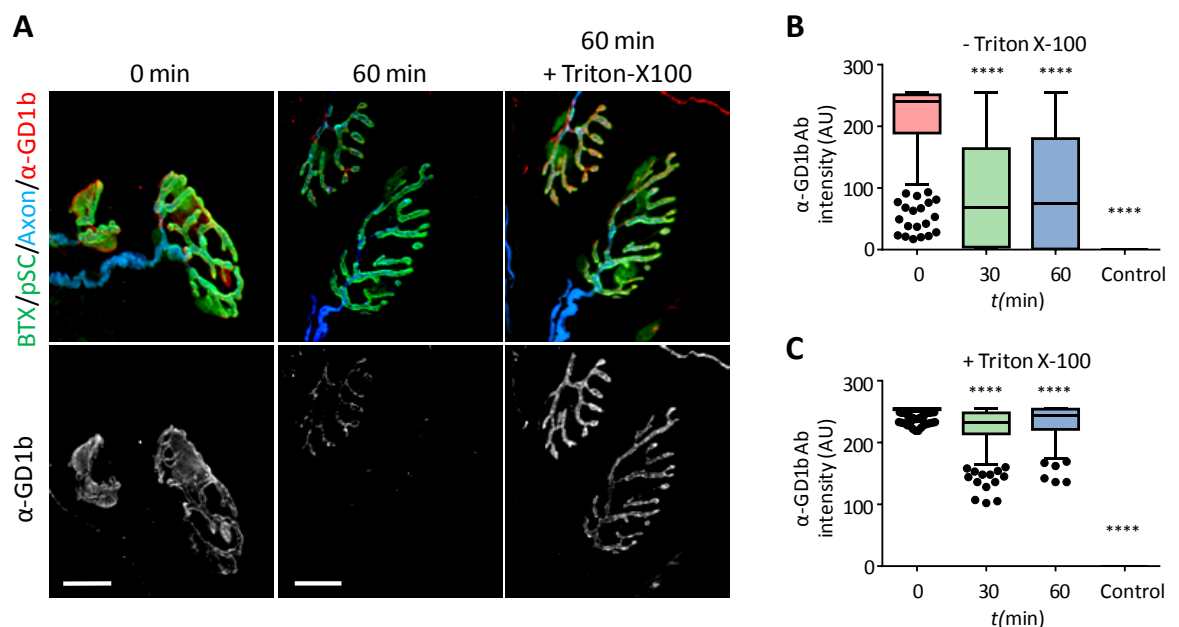 A
0 min
60 min
60 min
+ Triton-X100
BTX/pSC/Axon/α-GD1b
α-GD1b
B
- Triton X-100
α-GD1b Ab
intensity (AU)
300
200
100
0
****
****
****
0
30
60
Control
t(min)
C
+ Triton X-100
α-GD1b Ab
intensity (AU)
300
200
100
0
****
****
****
0
30
60
Control
t(min)